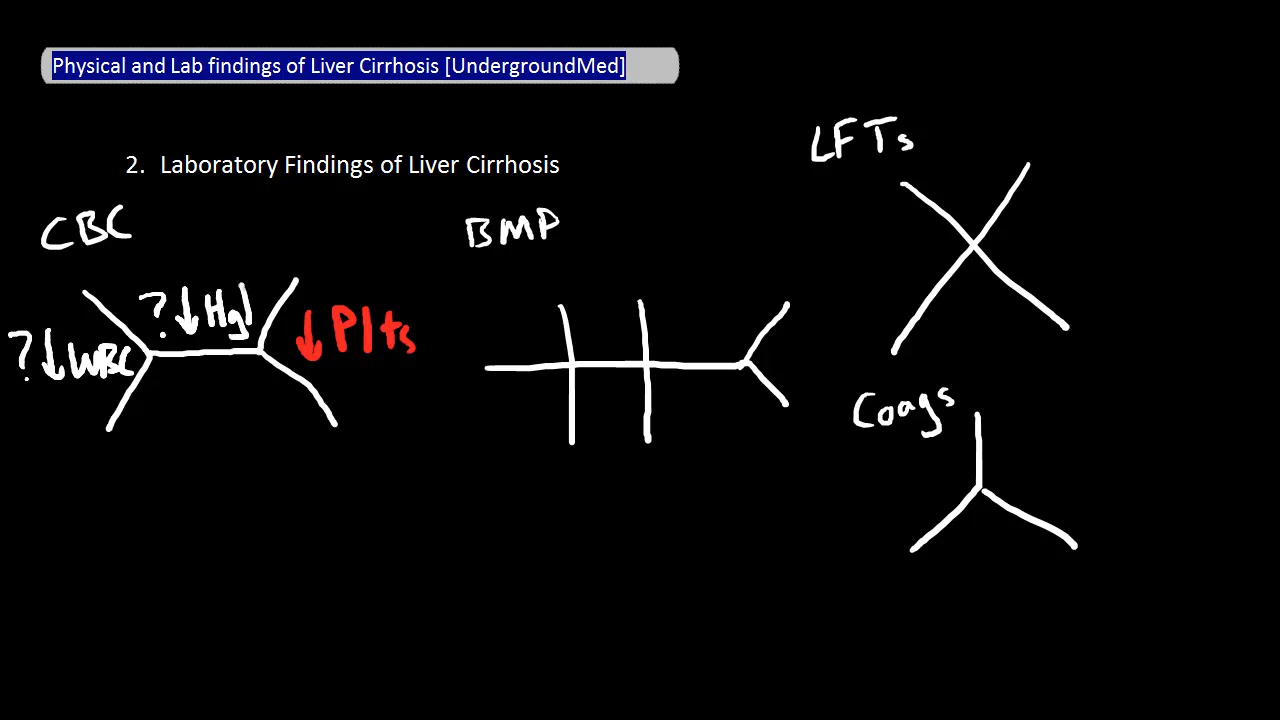 Physical and Lab findings of Liver Cirrhosis [UndergroundMed]
2. Laboratory Findings of Liver Cirrhosis
LFTs
CBC
BMP
? ↓ Hgl
? ↓ WBC
↓ Plts
Coags